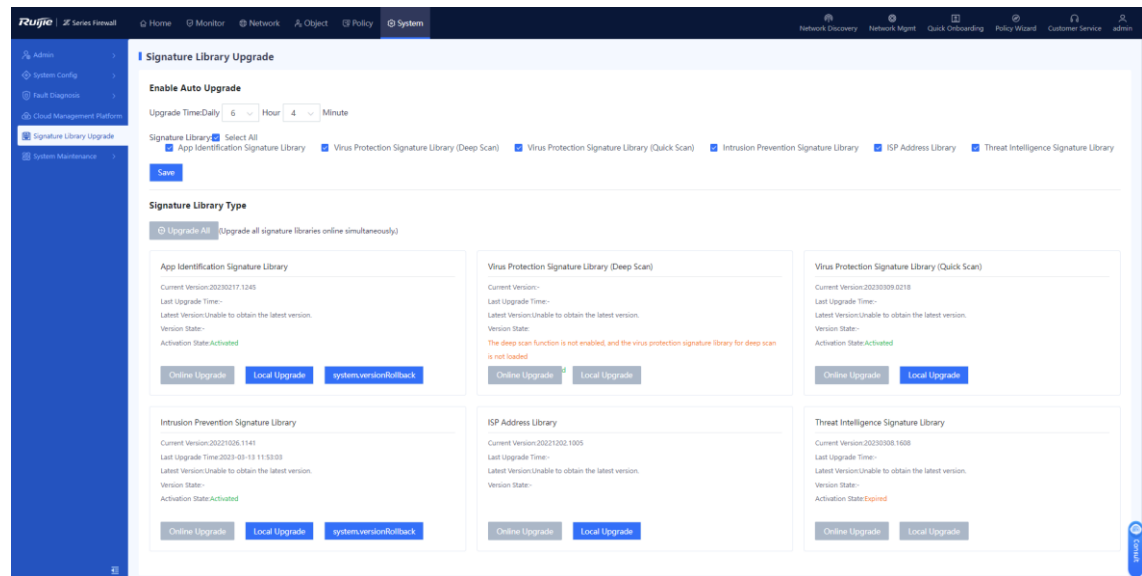 Ruijie | Z Series Firewall Home Monitor Network Object Policy System Network Discovery Network Mgmt Quick Onboarding Policy Wizard Customer Service admin
Admin
System Config
Fault Diagnosis
Cloud Management Platform
Signature Library Upgrade
System Maintenance
Signature Library Upgrade
Enable Auto Upgrade
Upgrade Time:Daily 6 Hour 4 Minute
Signature Library: Select All
App Identification Signature Library Virus Protection Signature Library (Deep Scan) Virus Protection Signature Library (Quick Scan) Intrusion Prevention Signature Library ISP Address Library Threat Intelligence Signature Library
Save
Signature Library Type
Upgrade All (Upgrade all signature libraries online simultaneously.)
App Identification Signature Library
Current Version:20230217.1245
Last Upgrade Time:-
Latest Version:Unable to obtain the latest version.
Version State:-
Activation State:Activated
Online Upgrade Local Upgrade system.versionRollback
Virus Protection Signature Library (Deep Scan)
Current Version:-
Last Upgrade Time:-
Latest Version:Unable to obtain the latest version.
Version State:
The deep scan function is not enabled, and the virus protection signature library for deep scan
is not loaded
Online Upgrade Local Upgrade
Virus Protection Signature Library (Quick Scan)
Current Version:20230309.0218
Last Upgrade Time:-
Latest Version:Unable to obtain the latest version.
Version State:-
Activation State:Activated
Online Upgrade Local Upgrade
Intrusion Prevention Signature Library
Current Version:20221026.1141
Last Upgrade Time:2023-03-13 11:53:03
Latest Version:Unable to obtain the latest version.
Version State:-
Activation State:Activated
Online Upgrade Local Upgrade system.versionRollback
ISP Address Library
Current Version:20221202.1005
Last Upgrade Time:-
Latest Version:Unable to obtain the latest version.
Version State:-
Online Upgrade Local Upgrade
Threat Intelligence Signature Library
Current Version:20230308.1608
Last Upgrade Time:-
Latest Version:Unable to obtain the latest version.
Version State:-
Activation State:Expired
Online Upgrade Local Upgrade
Consult